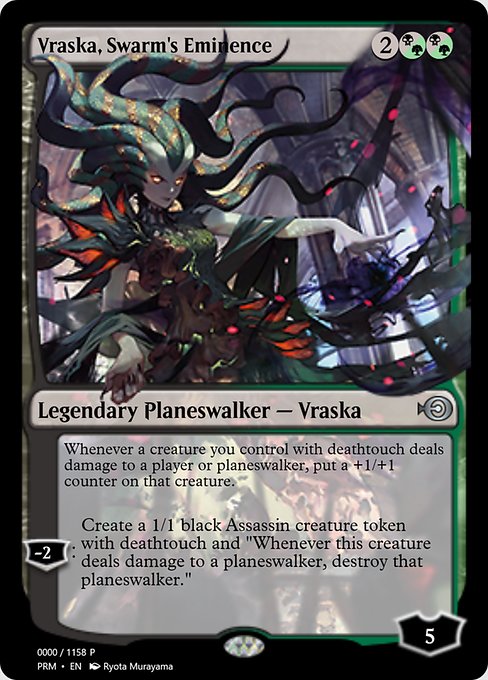 Vraska, Swarm's Eminence 2
Legendary Planeswalker — Vraska
Whenever a creature you control with deathtouch deals
damage to a player or planeswalker, put a +1/+1
counter on that creature.
-2 : Create a 1/1 black Assassin creature token
with deathtouch and "Whenever this creature
deals damage to a planeswalker, destroy that
planeswalker."
5
0000 / 1158 P
PRM • EN Ryota Murayama